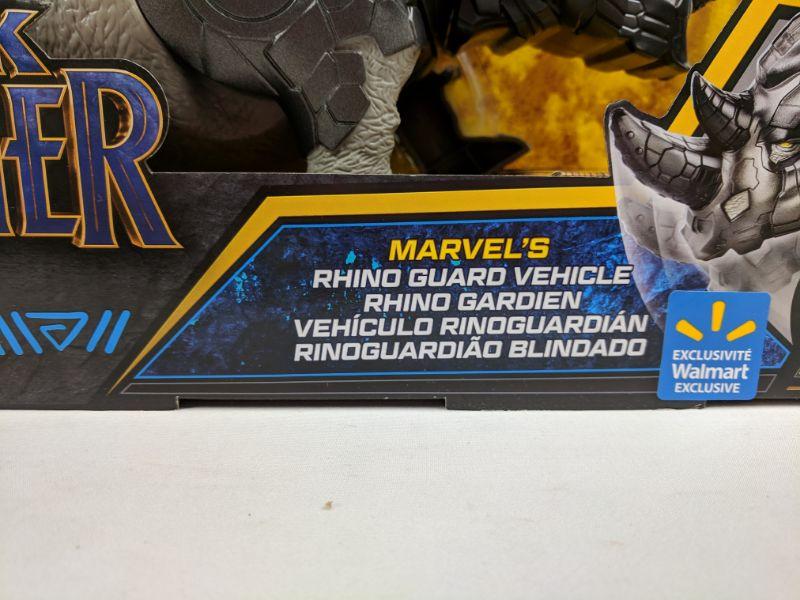 MARVEL'S
RHINO GUARD VEHICLE
RHINO GARDIEN
VEHÍCULO RINOGUARDIÁN
RINOGUARDIÃO BLINDADO
EXCLUSIVITÉ
Walmart
EXCLUSIVE